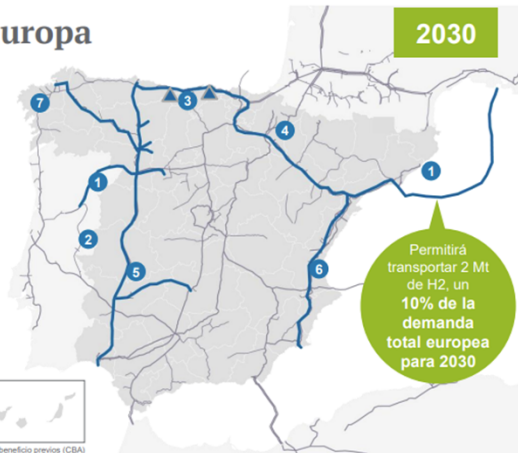 uropa
2030
7
3
4
1
1
2
5
6
Permitirá
transportar 2 Mt
de H2, un
10% de la
demanda
total europea
para 2030
beneficio previos (CBA)